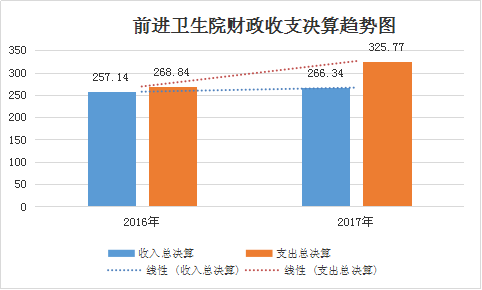 前进卫生院财政收支决算趋势图
350
300
250
200
150
100
50
0
257.14
268.84
266.34
325.77
2016年
2017年
收入总决算
支出总决算
线性 (收入总决算)
线性 (支出总决算)